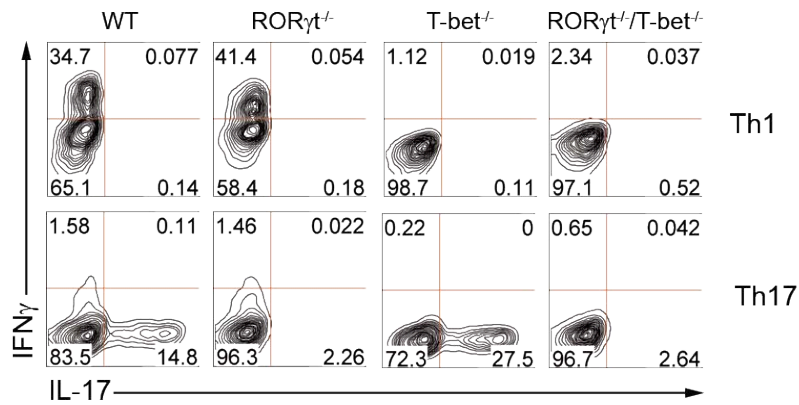 WT RORγt-/- T-bet-/- RORγt-/-/T-bet-/-
34.7 0.077 41.4 0.054 1.12 0.019 2.34 0.037
Th1
65.1 0.14 58.4 0.18 98.7 0.11 97.1 0.52
1.58 0.11 1.46 0.022 0.22 0 0.65 0.042
Th17
83.5 14.8 96.3 2.26 72.3 27.5 96.7 2.64
IFNγ
IL-17